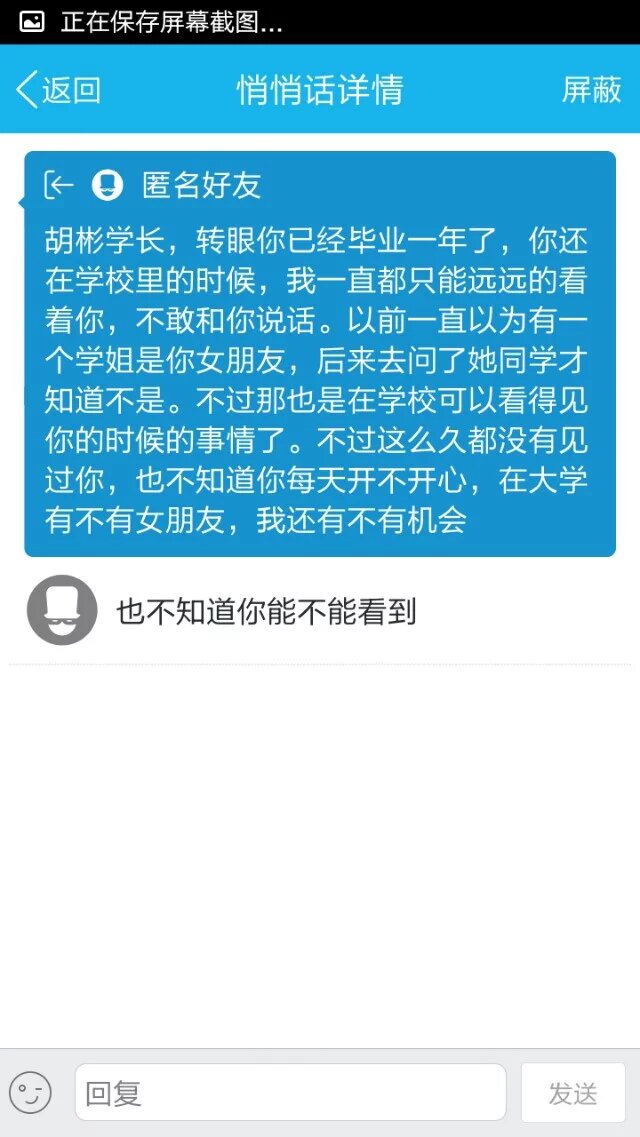 正在保存屏幕截图...
返回 悄悄话详情 屏蔽
匿名好友
胡彬学长，转眼你已经毕业一年了，你还
在学校里的时候，我一直都只能远远的看
着你，不敢和你说话。以前一直以为有一
个学姐是你女朋友，后来去问了她同学才
知道不是。不过那也是在学校可以看得见
你的时候的事情了。不过这么久都没有见
过你，也不知道你每天开不开心，在大学
有不有女朋友，我还有不有机会
也不知道你能不能看到
回复 发送